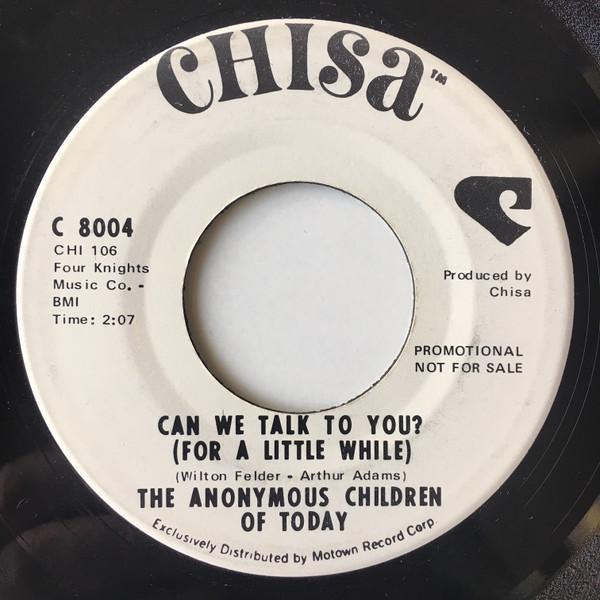 CHISA™
C 8004
CHI 106
Four Knights
Music Co. -
BMI
Time: 2:07
Produced by
Chisa
PROMOTIONAL
NOT FOR SALE
CAN WE TALK TO YOU?
(FOR A LITTLE WHILE)
(Wilton Felder - Arthur Adams)
THE ANONYMOUS CHILDREN
OF TODAY
Exclusively Distributed by Motown Record Corp.